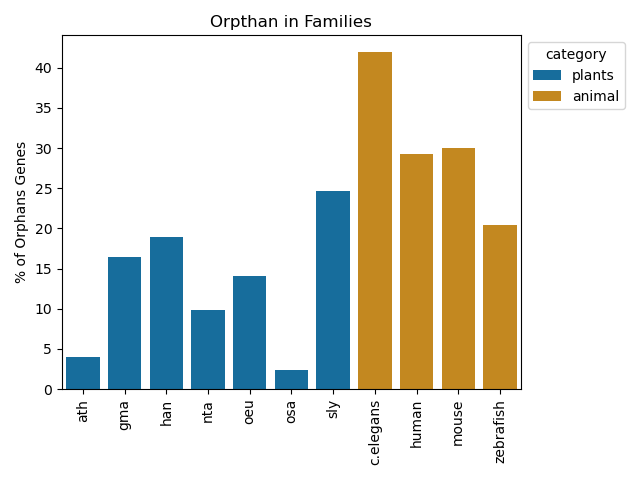 Orpthan in Families
category
plants
animal
% of Orphans Genes
40
35
30
25
20
15
10
5
0
ath
gma
han
nta
oeu
osa
sly
c.elegans
human
mouse
zebrafish